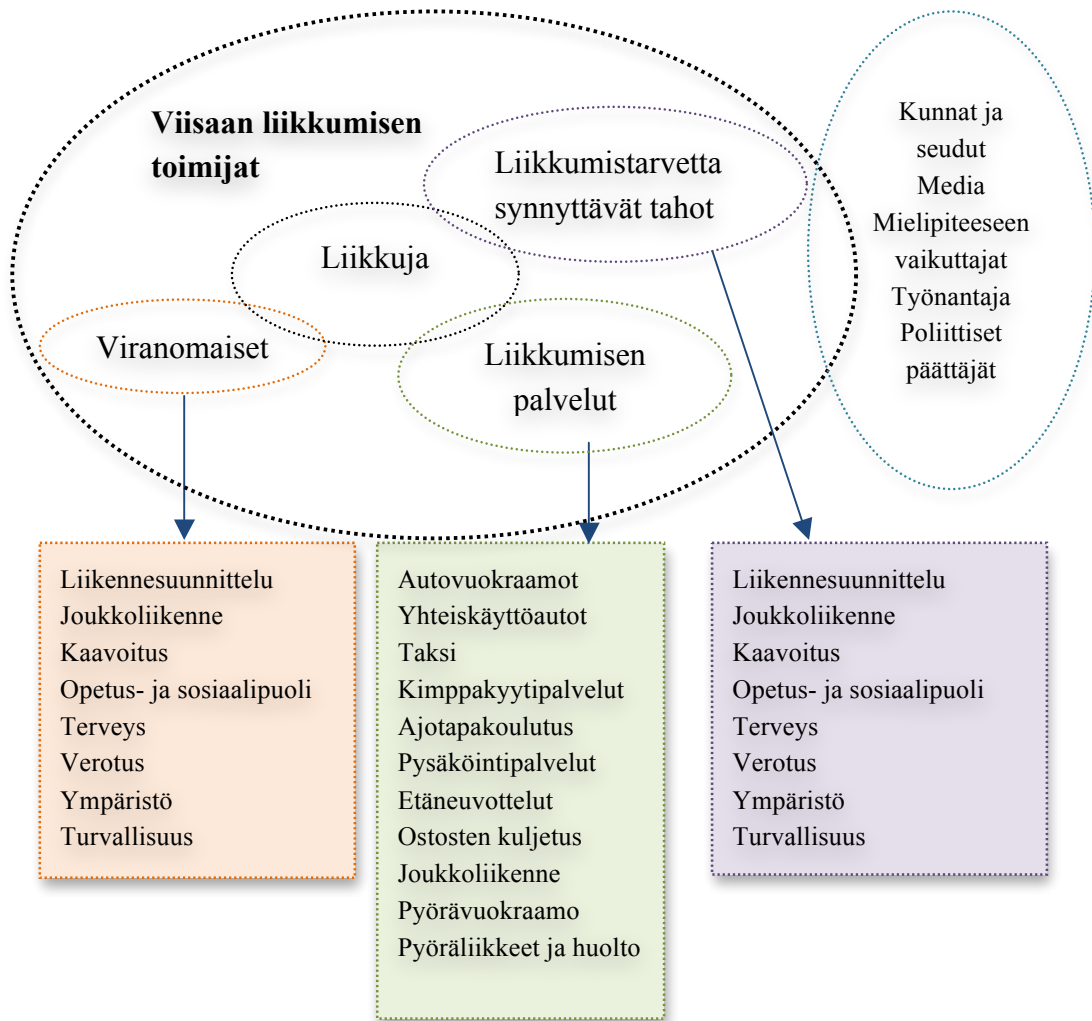 Viisaan liikkumisen
toimijat
Liikkumistarvetta
synnyttävät tahot
Liikkuja
Viranomaiset
Liikkumisen
palvelut
Kunnat ja
seudut
Media
Mielipiteeseen
vaikuttajat
Työnantaja
Poliittiset
päättäjät
Liikennesuunnittelu
Joukkoliikenne
Kaavoitus
Opetus- ja sosiaalipuoli
Terveys
Verotus
Ympäristö
Turvallisuus
Autovuokraamot
Yhteiskäyttöautot
Taksi
Kimppakyytipalvelut
Ajotapakoulutus
Pysäköintipalvelut
Etäneuvottelut
Ostosten kuljetus
Joukkoliikenne
Pyörävuokraamo
Pyöräliikkeet ja huolto
Liikennesuunnittelu
Joukkoliikenne
Kaavoitus
Opetus- ja sosiaalipuoli
Terveys
Verotus
Ympäristö
Turvallisuus